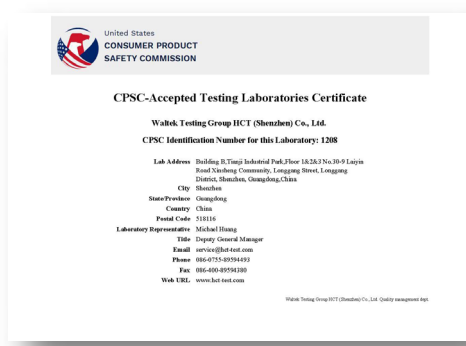 United States
CONSUMER PRODUCT
SAFETY COMMISSION
CPSC-Accepted Testing Laboratories Certificate
Waltek Testing Group HCT (Shenzhen) Co., Ltd.
CPSC Identification Number for this Laboratory: 1208
Lab Address Building B,Tianji Industrial Park,Floor 1&2&3 No.30-9 Laiyin
Road Xinsheng Community, Longgang Street, Longgang
District, Shenzhen, Guangdong,China
City Shenzhen
State/Province Guangdong
Country China
Postal Code 518116
Laboratory Representative Michael Huang
Title Deputy General Manager
Email service@hct-test.com
Phone 086-0755-89594493
Fax 086-400-89594380
Web URL www.hct-test.com
Waltek Testing Group HCT (Shenzhen) Co., Ltd. Quality management dept.